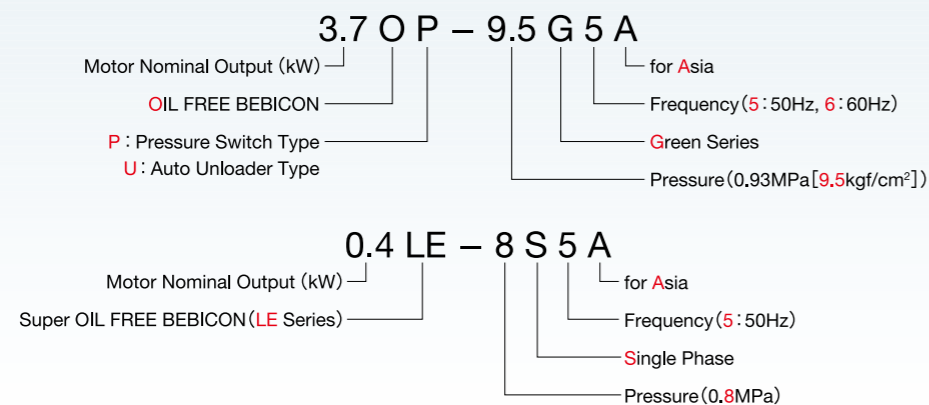 3.7 O P – 9.5 G 5 A
Motor Nominal Output (kW)
for Asia
OIL FREE BEBICON
Frequency(5:50Hz, 6:60Hz)
P : Pressure Switch Type
Green Series
U : Auto Unloader Type
Pressure(0.93MPa[9.5kgf/cm²])
0.4 LE – 8 S 5 A
Motor Nominal Output (kW)
for Asia
Super OIL FREE BEBICON(LE Series)
Frequency(5:50Hz)
Single Phase
Pressure(0.8MPa)